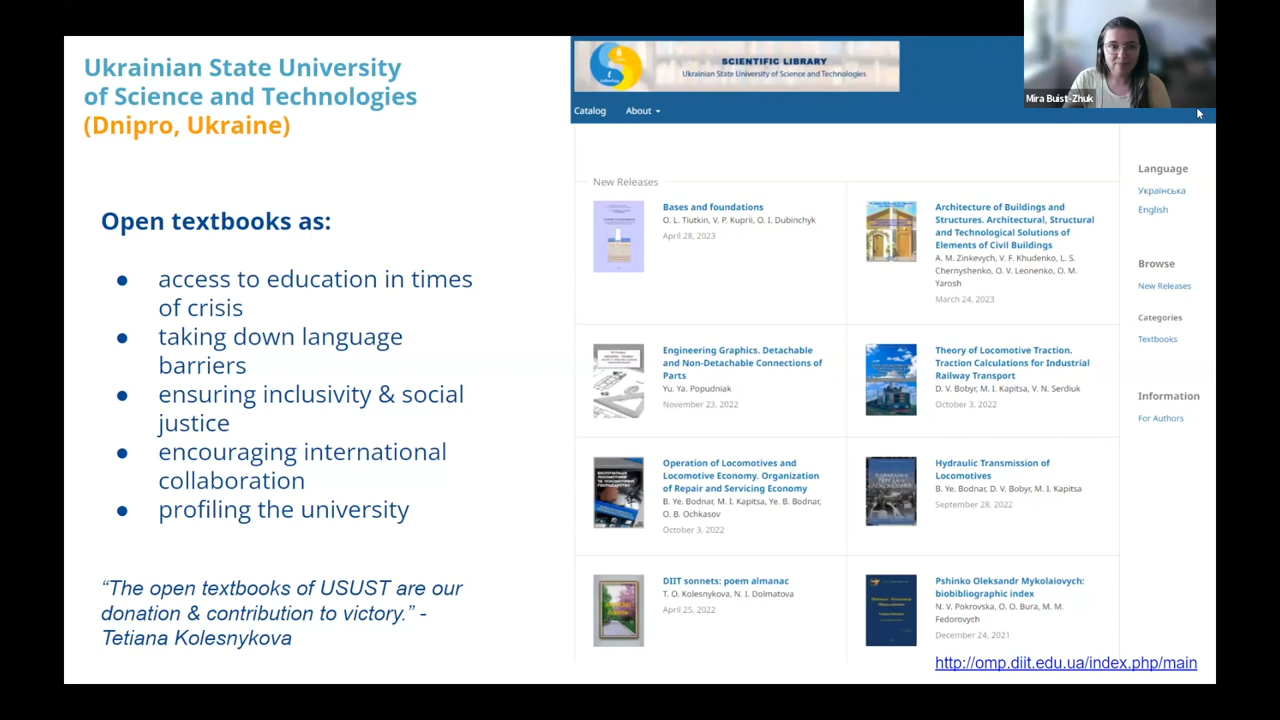 Ukrainian State University
of Science and Technologies
(Dnipro, Ukraine)
Open textbooks as:
● access to education in times
of crisis
● taking down language
barriers
● ensuring inclusivity & social
justice
● encouraging international
collaboration
● profiling the university
“The open textbooks of USUST are our
donation & contribution to victory.” -
Tetiana Kolesnykova
SCIENTIFIC LIBRARY
Ukrainian State University of Science and Technologies
Catalog
About
Mira Buist-Zhuk
New Releases
Bases and foundations
O. L. Tiutkin, V. P. Kuprii, O. I. Dubinchyk
April 28, 2023
Architecture of Buildings and
Structures. Architectural, Structural
and Technological Solutions of
Elements of Civil Buildings
A. M. Zinkevych, V. F. Khudenko, L. S.
Chernyshenko, O. V. Leonenko, O. M.
Yarosh
March 24, 2023
Engineering Graphics. Detachable
and Non-Detachable Connections of
Parts
Yu. Ya. Popudniak
November 23, 2022
Theory of Locomotive Traction.
Traction Calculations for Industrial
Railway Transport
D. V. Bobyr, M. I. Kapitsa, V. N. Serdiuk
October 3, 2022
Operation of Locomotives and
Locomotive Economy. Organization
of Repair and Servicing Economy
B. Ye. Bodnar, M. I. Kapitsa, Ye. B. Bodnar,
O. B. Ochkasov
October 3, 2022
Hydraulic Transmission of
Locomotives
B. Ye. Bodnar, D. V. Bobyr, M. I. Kapitsa
September 28, 2022
DIIT sonnets: poem almanac
T. O. Kolesnykova, N. I. Dolmatova
April 25, 2022
Pshinko Oleksandr Mykolaiovych:
biobibliographic index
N. V. Pokrovska, O. O. Bura, M. M.
Fedorovych
December 24, 2021
Language
Українська
English
Browse
New Releases
Categories
Textbooks
Information
For Authors
http://omp.diit.edu.ua/index.php/main